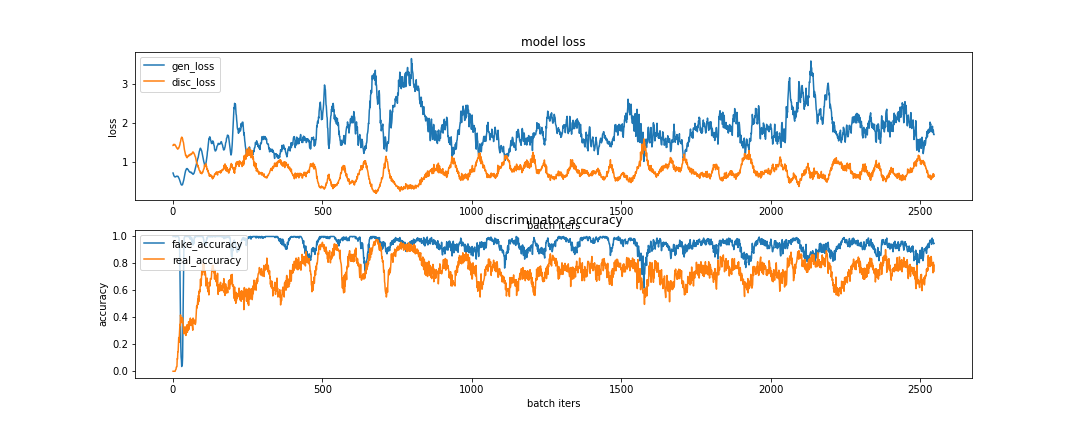 model loss
gen_loss
disc_loss
loss
3
2
1
0
500
1000
1500
2000
2500
batch iters
discriminator accuracy
fake_accuracy
real_accuracy
accuracy
1.0
0.8
0.6
0.4
0.2
0.0
0
500
1000
1500
2000
2500
batch iters